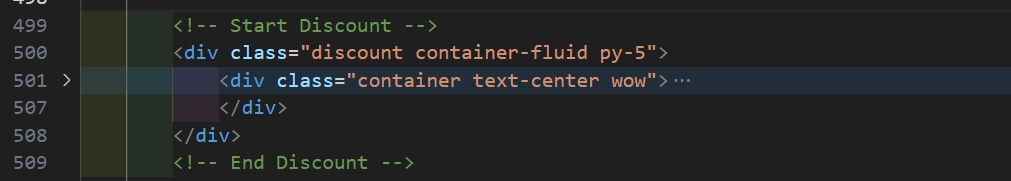 498
499 <!-- Start Discount -->
500 <div class="discount container-fluid py-5">
501 > <div class="container text-center wow">…
507 </div>
508 </div>
509 <!-- End Discount -->